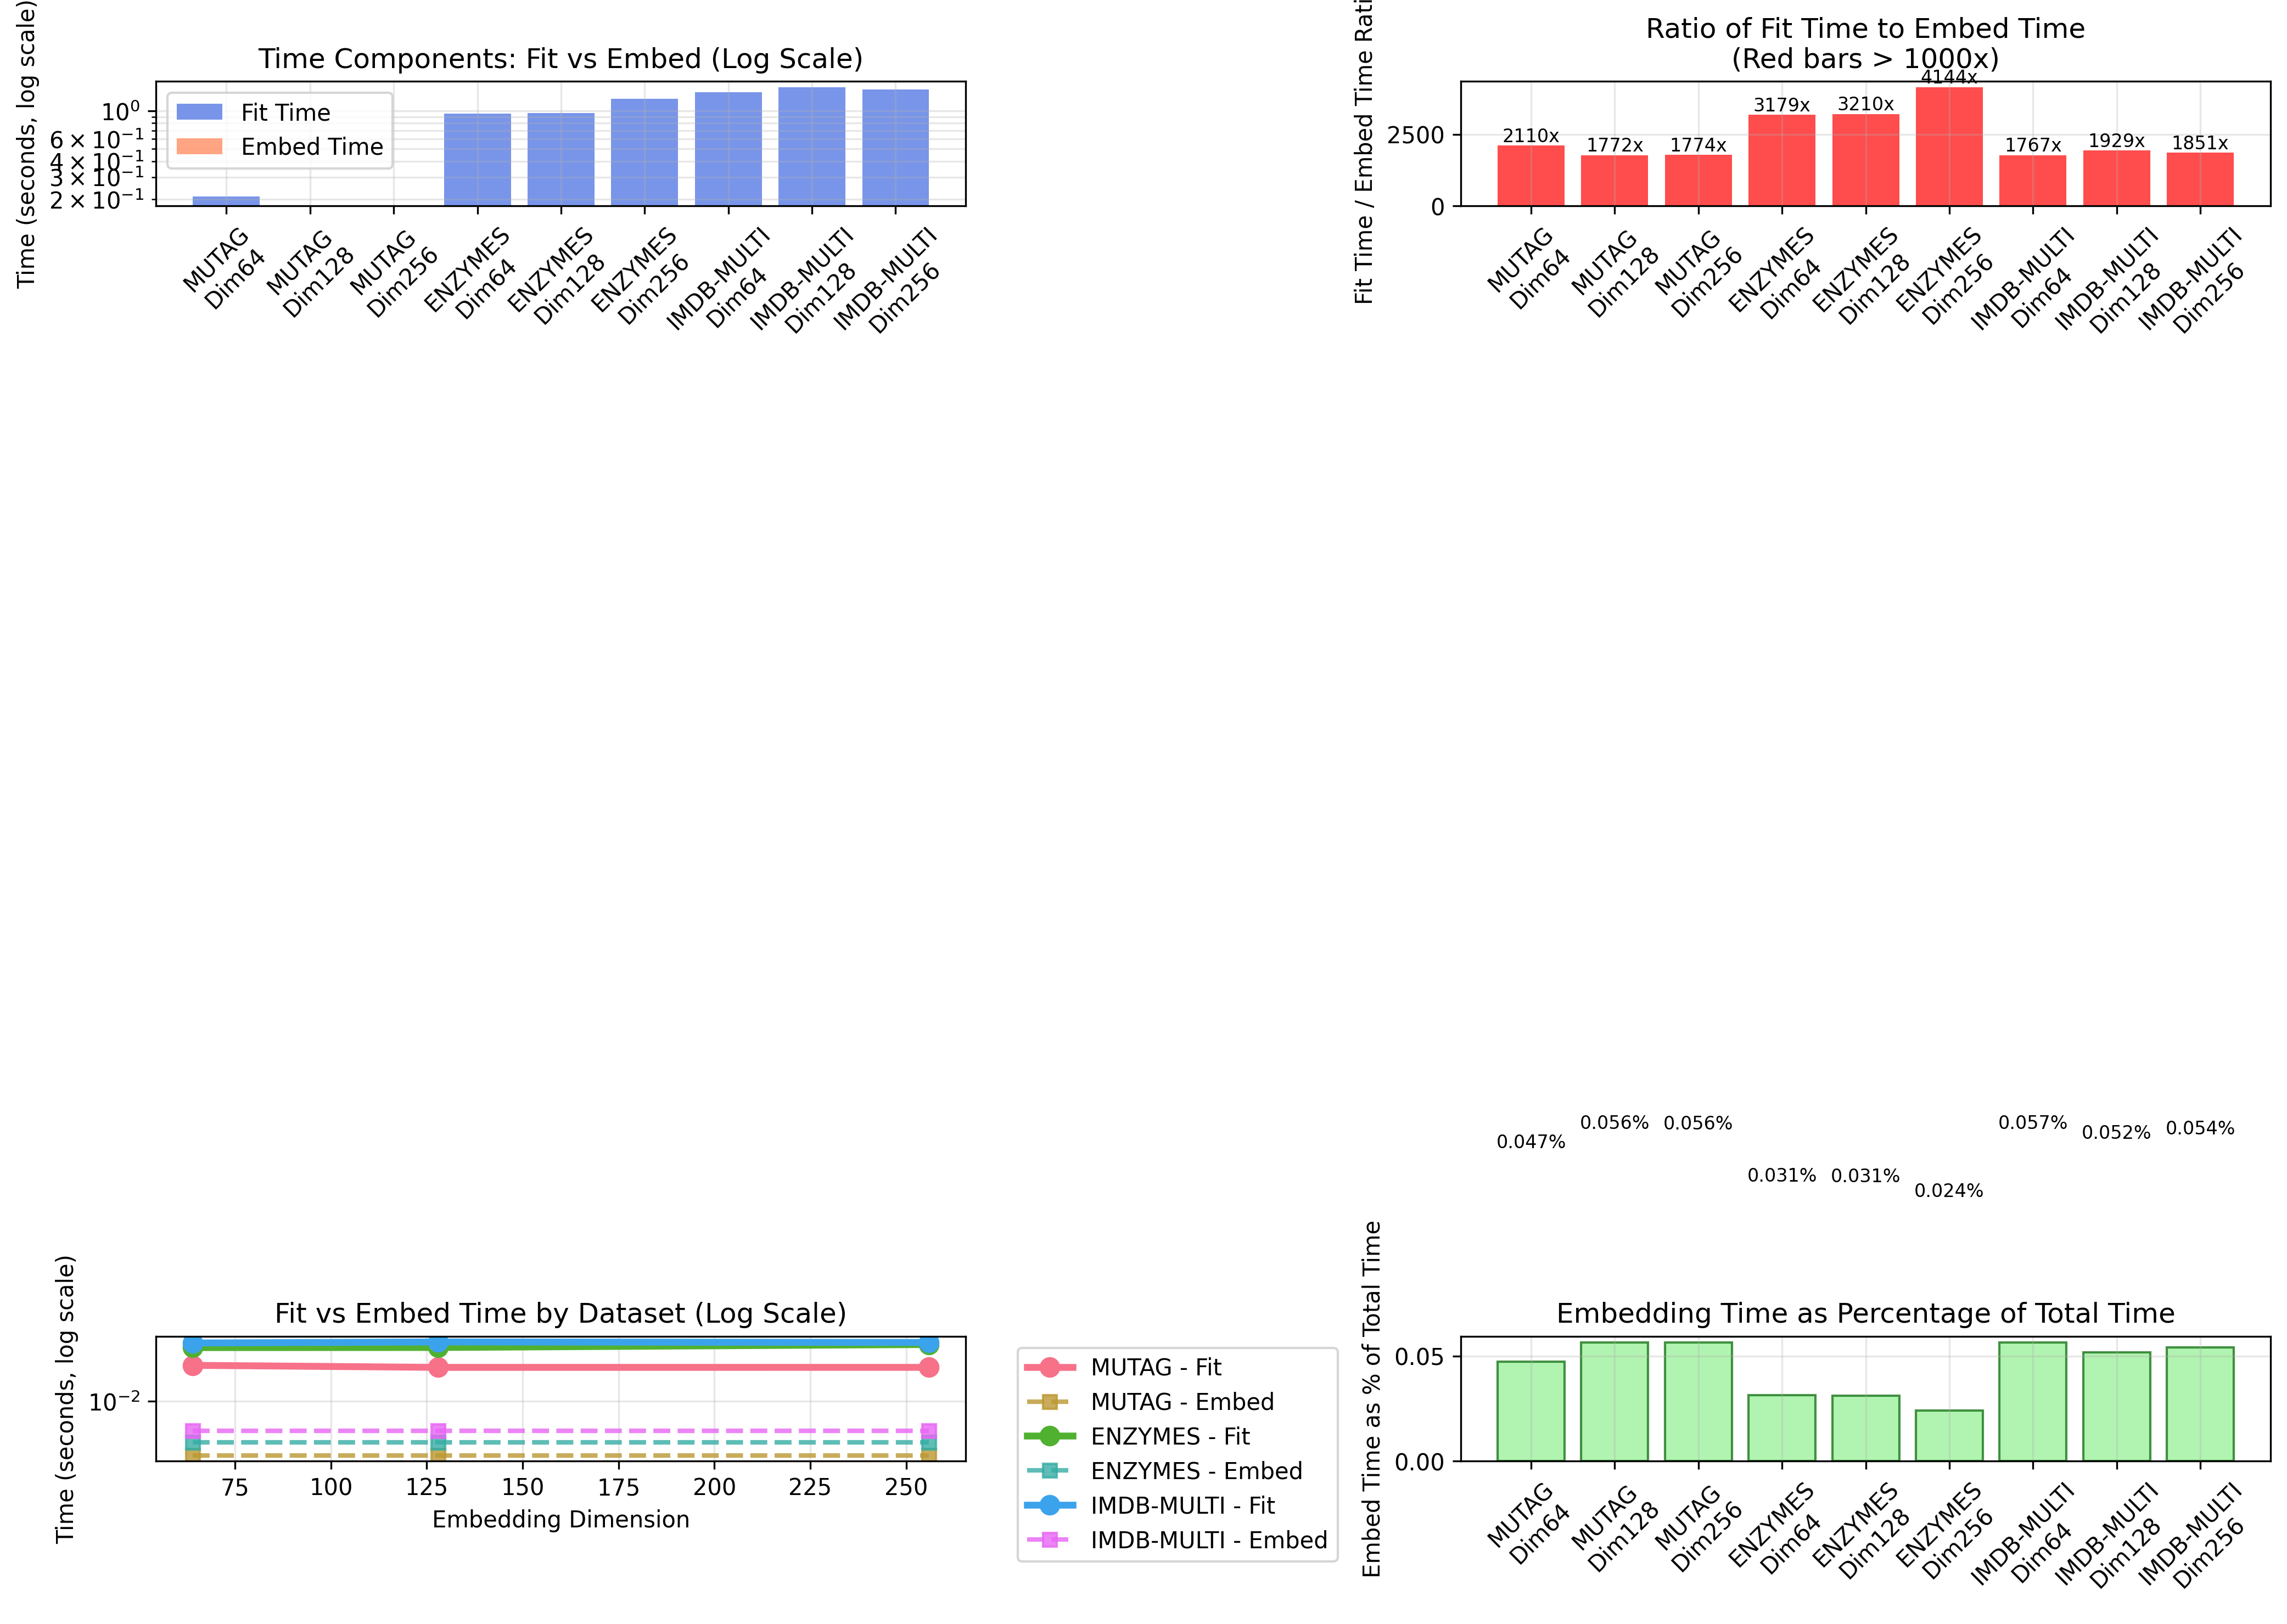 Time Components: Fit vs Embed (Log Scale)
Time (seconds, log scale)
10⁰
6 × 10⁻¹
4 × 10⁻¹
3 × 10⁻¹
2 × 10⁻¹
Fit Time
Embed Time
MUTAG
Dim64
MUTAG
Dim128
MUTAG
Dim256
ENZYMES
Dim64
ENZYMES
Dim128
ENZYMES
Dim256
IMDB-MULTI
Dim64
IMDB-MULTI
Dim128
IMDB-MULTI
Dim256
Ratio of Fit Time to Embed Time
(Red bars > 1000x)
Fit Time / Embed Time Rati
2500
0
2110x
1772x
1774x
3179x
3210x
4144x
1767x
1929x
1851x
MUTAG
Dim64
MUTAG
Dim128
MUTAG
Dim256
ENZYMES
Dim64
ENZYMES
Dim128
ENZYMES
Dim256
IMDB-MULTI
Dim64
IMDB-MULTI
Dim128
IMDB-MULTI
Dim256
Fit vs Embed Time by Dataset (Log Scale)
Time (seconds, log scale)
10⁻²
75 100 125 150 175 200 225 250
Embedding Dimension
MUTAG - Fit
MUTAG - Embed
ENZYMES - Fit
ENZYMES - Embed
IMDB-MULTI - Fit
IMDB-MULTI - Embed
0.047%
0.056%
0.056%
0.031%
0.031%
0.024%
0.057%
0.052%
0.054%
Embedding Time as Percentage of Total Time
Embed Time as % of Total Time
0.05
0.00
MUTAG
Dim64
MUTAG
Dim128
MUTAG
Dim256
ENZYMES
Dim64
ENZYMES
Dim128
ENZYMES
Dim256
IMDB-MULTI
Dim64
IMDB-MULTI
Dim128
IMDB-MULTI
Dim256